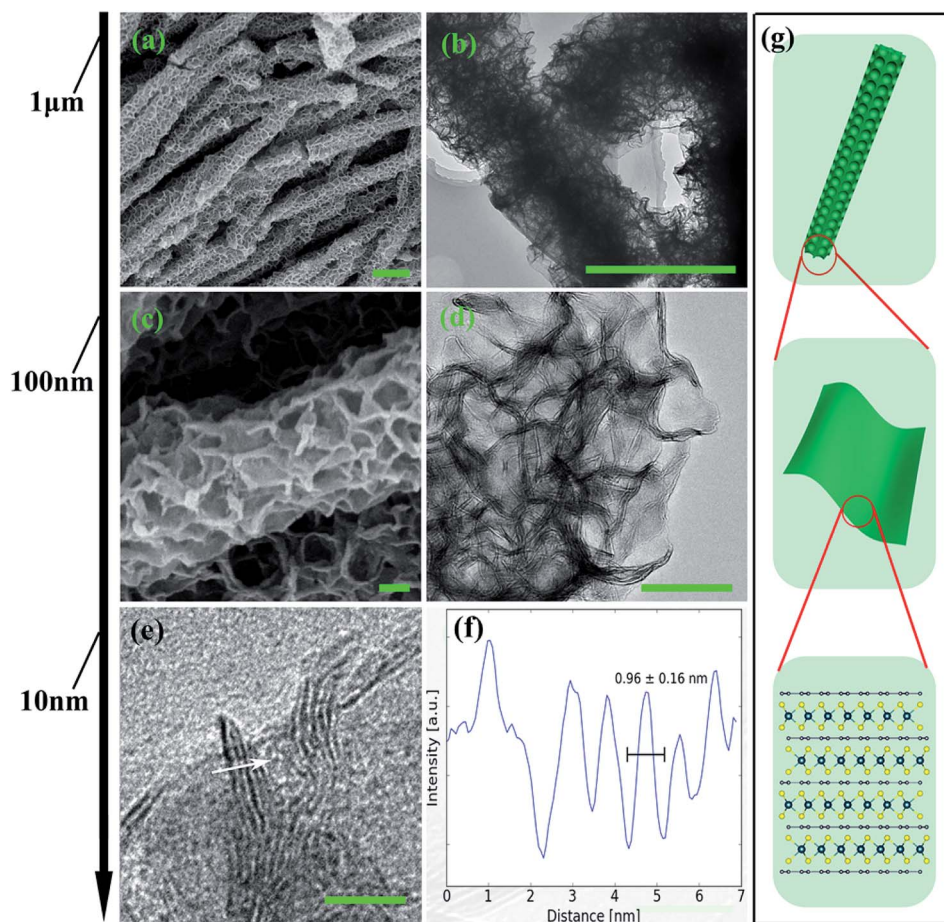 1μm
100nm
10nm
(a)
(b)
(c)
(d)
(e)
(f)
0.96 ± 0.16 nm
Intensity [a.u.]
0 1 2 3 4 5 6 7
Distance [nm]
(g)